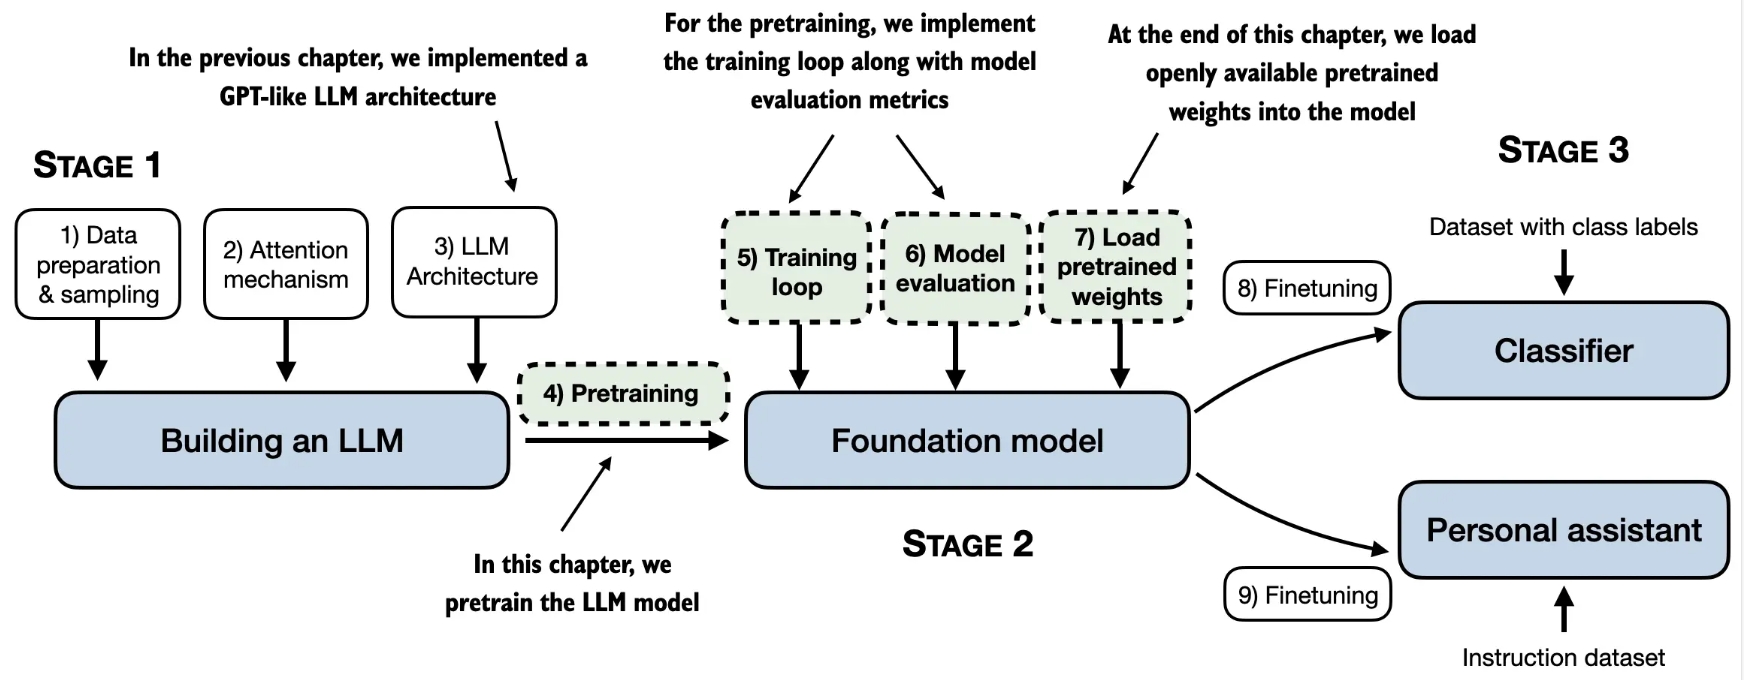 In the previous chapter, we implemented a
GPT-like LLM architecture
For the pretraining, we implement
the training loop along with model
evaluation metrics
At the end of this chapter, we load
openly available pretrained
weights into the model
STAGE 1
1) Data
preparation
& sampling
2) Attention
mechanism
3) LLM
Architecture
Building an LLM
4) Pretraining
In this chapter, we
pretrain the LLM model
5) Training
loop
6) Model
evaluation
7) Load
pretrained
weights
Foundation model
STAGE 2
STAGE 3
Dataset with class labels
8) Finetuning
Classifier
Personal assistant
9) Finetuning
Instruction dataset